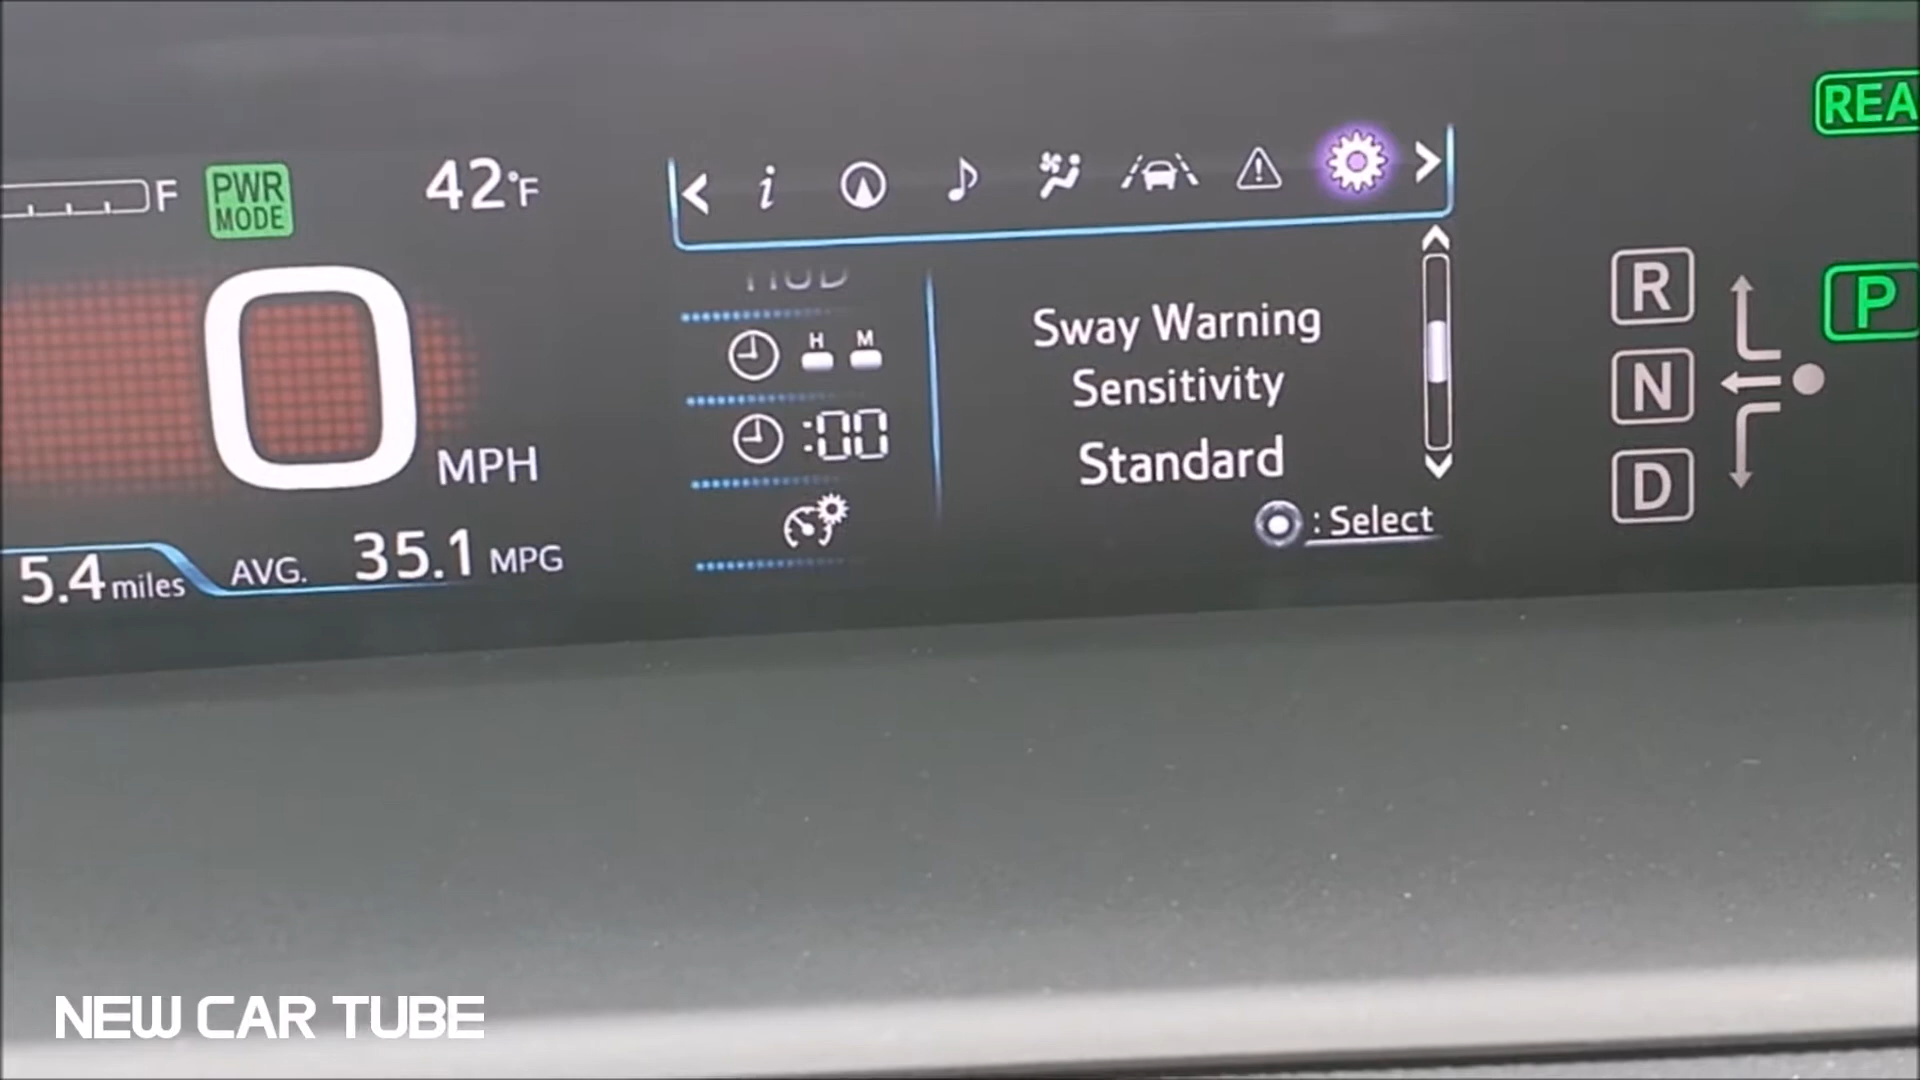 F
PWR
MODE
42°F
0
MPH
5.4 miles
AVG. 35.1 MPG
i
HUD
H M
:00
Sway Warning
Sensitivity
Standard
: Select
REA
R
N
D
P
NEW CAR TUBE